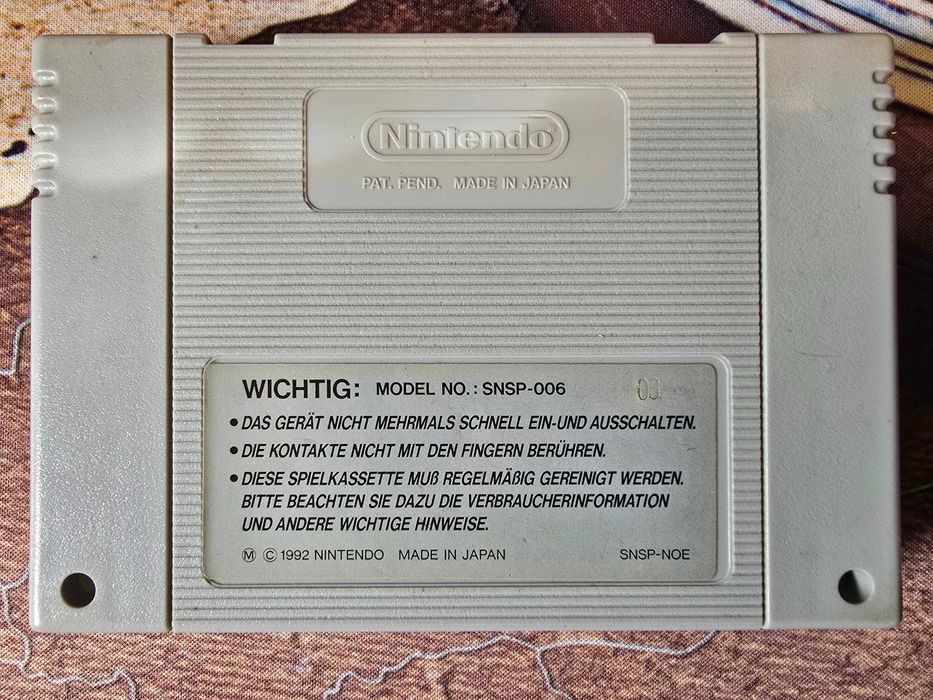 Nintendo®
PAT. PEND. MADE IN JAPAN
WICHTIG: MODEL NO.: SNSP-006
• DAS GERÄT NICHT MEHRMALS SCHNELL EIN-UND AUSSCHALTEN.
• DIE KONTAKTE NICHT MIT DEN FINGERN BERÜHREN.
• DIESE SPIELKASSETTE MUß REGELMÄßIG GEREINIGT WERDEN.
BITTE BEACHTEN SIE DAZU DIE VERBRAUCHERINFORMATION
UND ANDERE WICHTIGE HINWEISE.
Ⓜ © 1992 NINTENDO MADE IN JAPAN SNSP-NOE